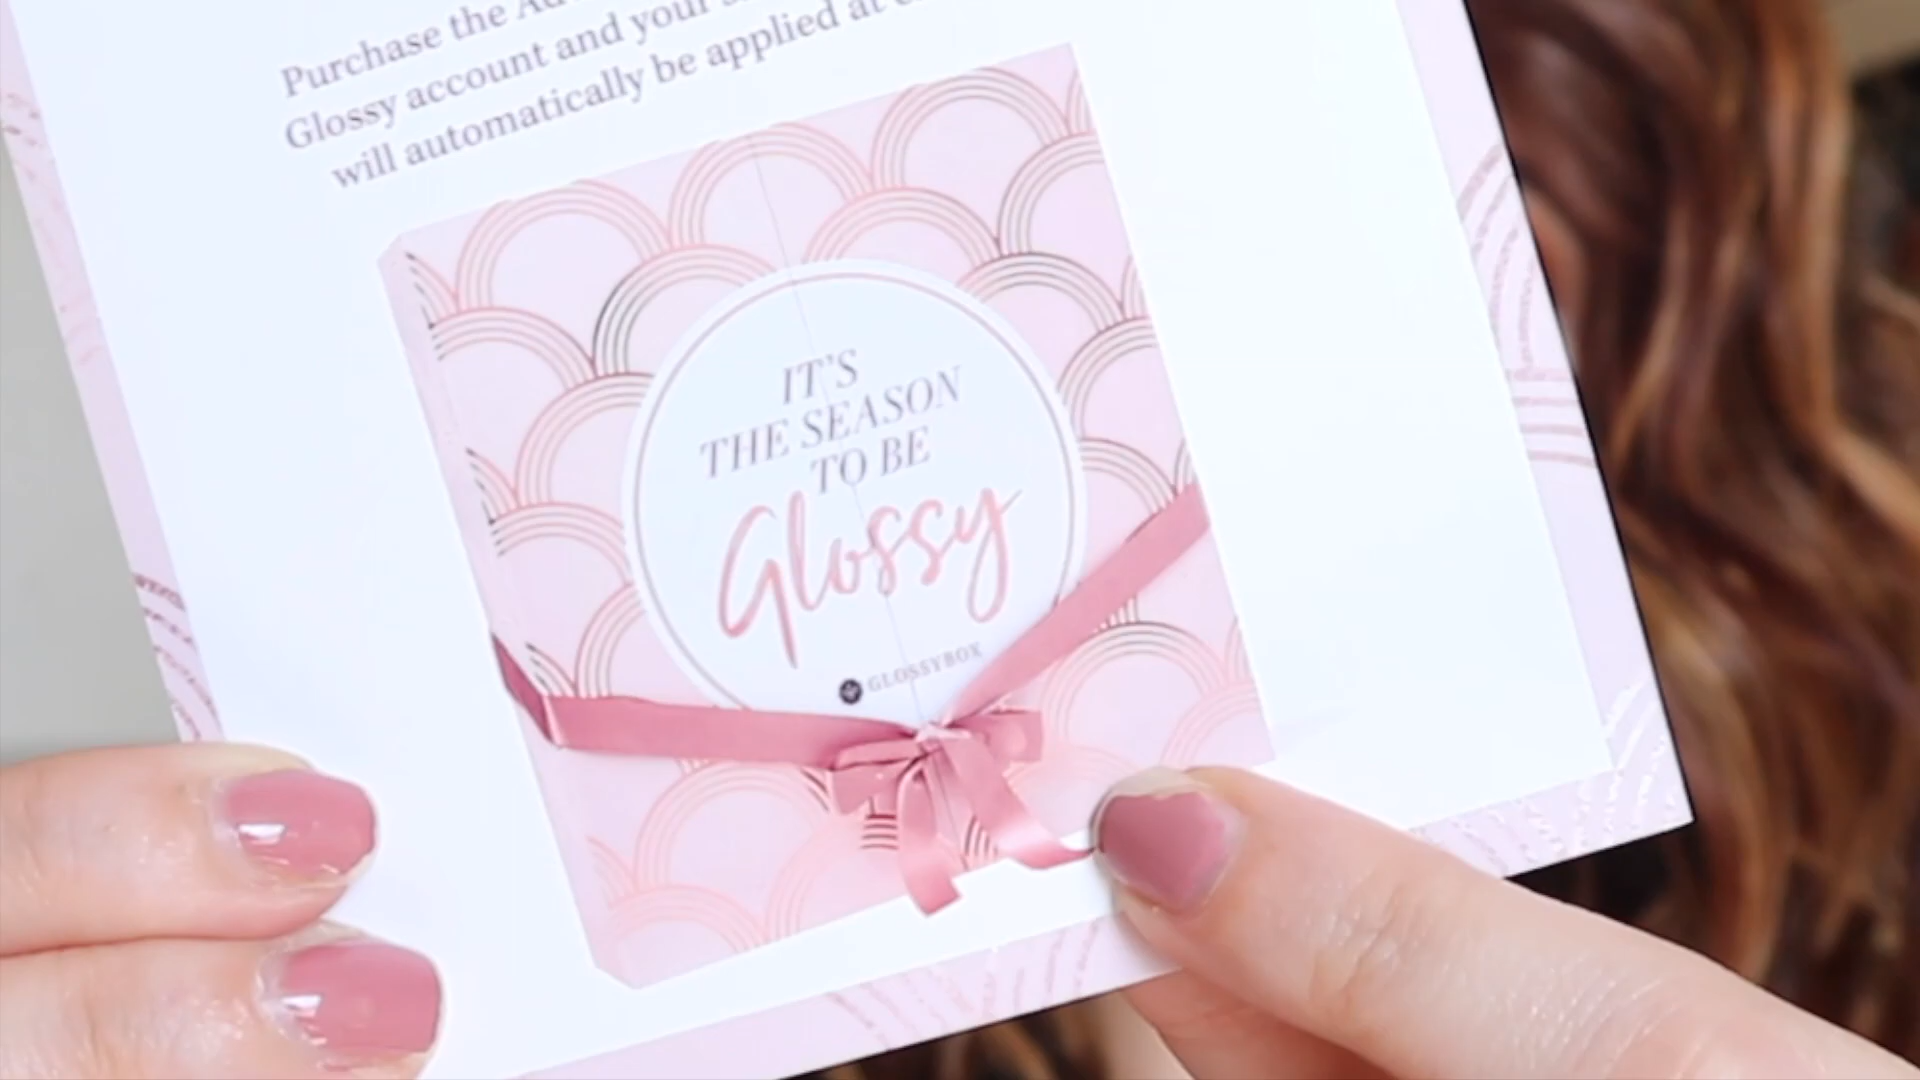 Purchase the
Glossy account and your
will automatically be applied at
IT'S
THE SEASON
TO BE
Glossy
GLOSSYBOX